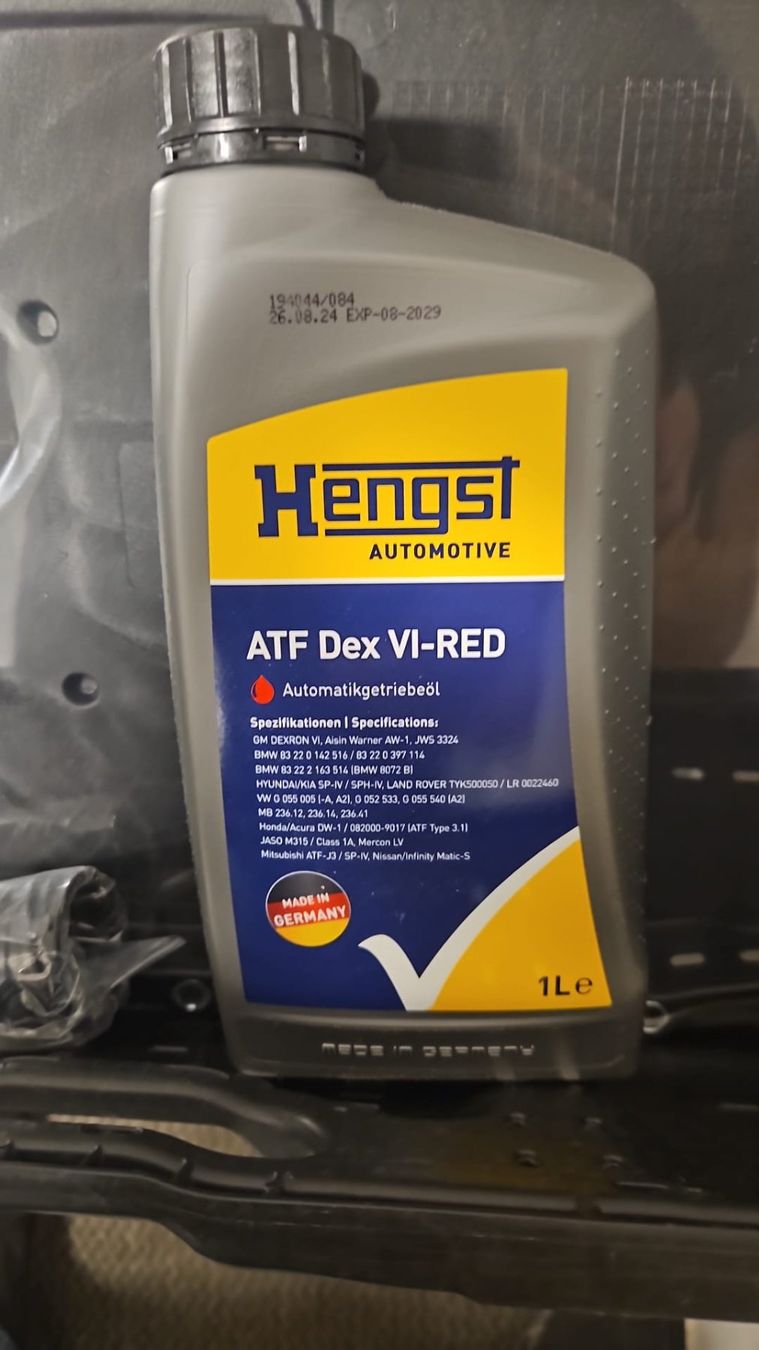 194044/084
26.08.24 EXP-08-2029
Hengst
AUTOMOTIVE
ATF Dex VI-RED
Automatikgetriebeöl
Spezifikationen | Specifications:
GM DEXRON VI, Aisin Warner AW-1, JWS 3324
BMW 83 22 0 142 516 / 83 22 0 397 114
BMW 83 22 2 163 514 (BMW 8072 B)
HYUNDAI/KIA SP-IV / SPH-IV, LAND ROVER TYK500050 / LR 0022460
VW G 055 005 (-A, A2), G 052 533, G 055 540 (A2)
MB 236.12, 236.14, 236.41
Honda/Acura DW-1 / 082000-9017 (ATF Type 3.1)
JASO M315 / Class 1A, Mercon LV
Mitsubishi ATF-J3 / SP-IV, Nissan/Infinity Matic-S
MADE IN
GERMANY
1L e
MADE IN GERMANY